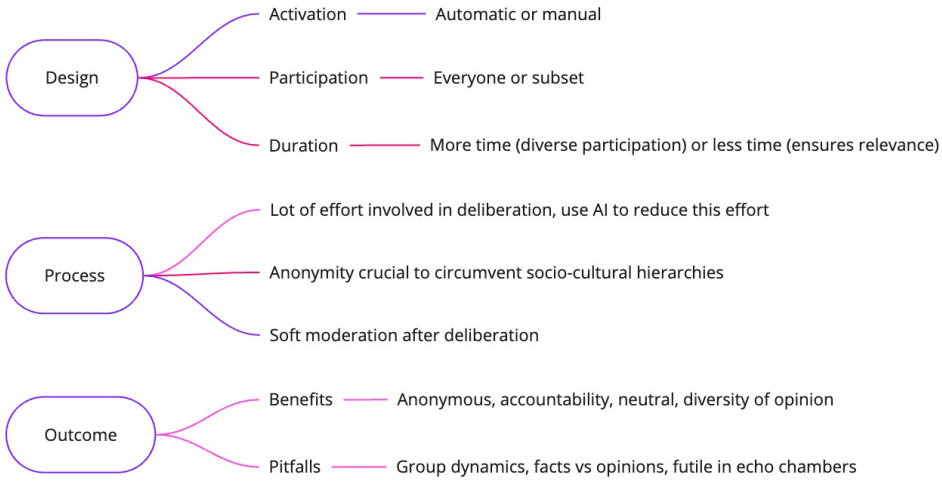 Design
Activation
Automatic or manual
Participation
Everyone or subset
Duration
More time (diverse participation) or less time (ensures relevance)
Process
Lot of effort involved in deliberation, use AI to reduce this effort
Anonymity crucial to circumvent socio-cultural hierarchies
Soft moderation after deliberation
Outcome
Benefits
Anonymous, accountability, neutral, diversity of opinion
Pitfalls
Group dynamics, facts vs opinions, futile in echo chambers